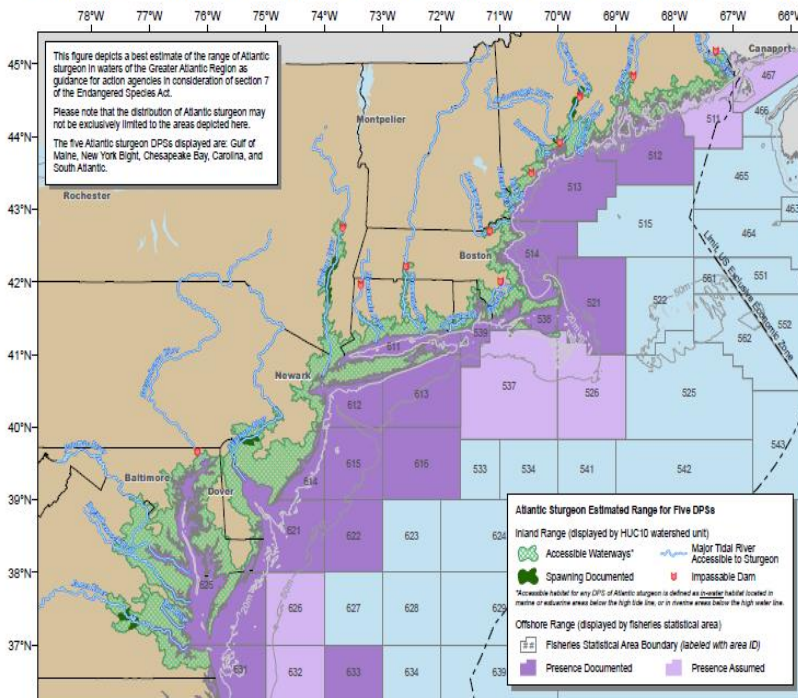 78°W 77°W 76°W 75°W 74°W 73°W 72°W 71°W 70°W 69°W 68°W 67°W 66°W
This figure depicts a best estimate of the range of Atlantic
sturgeon in waters of the Greater Atlantic Region as
guidance for action agencies in consideration of section 7
of the Endangered Species Act.
Please note that the distribution of Atlantic sturgeon may
not be exclusively limited to the areas depicted here.
The five Atlantic sturgeon DPSs displayed are: Gulf of
Maine, New York Bight, Chesapeake Bay, Carolina, and
South Atlantic.
45°N
44°N
43°N
42°N
41°N
40°N
39°N
38°N
37°N
Canaport
Montpelier
Rochester
Boston
Newark
Baltimore
Dover
467
466
511
512
465
513
463
515
464
514
561
551
521
522
552
562
538
539
611
537
526
525
612
613
543
615
616
533
534
541
542
614
621
622
623
624
625
626
627
628
629
631
632
633
634
639
50m
Limit, US Exclusive Economic Zone
Atlantic Sturgeon Estimated Range for Five DPSs
Inland Range (displayed by HUC10 watershed unit)
Accessible Waterways*
Major Tidal River
Accessible to Sturgeon
Spawning Documented
Impassable Dam
*Accessible habitat for any DPS of Atlantic sturgeon is defined as in-water habitat located in
marine or estuarine areas below the high tide line, or in riverine areas below the high water line.
Offshore Range (displayed by fisheries statistical area)
## Fisheries Statistical Area Boundary (labeled with area ID)
Presence Documented
Presence Assumed